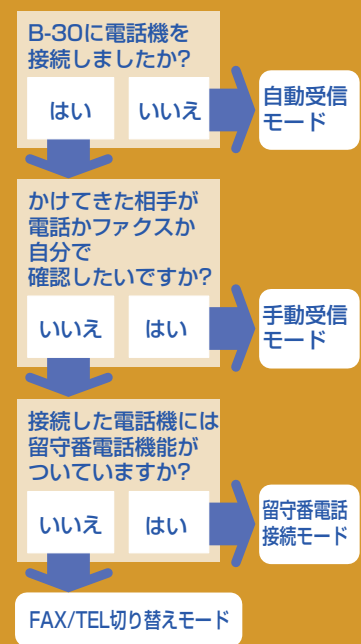 B-30に電話機を
接続しましたか?
はい
いいえ
自動受信
モード
かけてきた相手が
電話かファクスか
自分で
確認したいですか?
いいえ
はい
手動受信
モード
接続した電話機には
留守番電話機能が
ついていますか?
いいえ
はい
留守番電話
接続モード
FAX/TEL切り替えモード